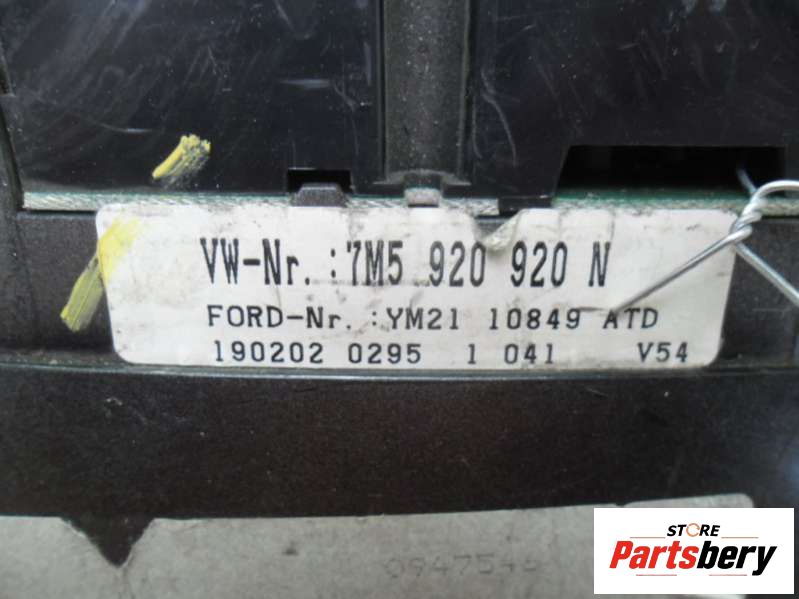 VW-Nr. :7M5 920 920 N
FORD-Nr. :YM21 10849 ATD
190202 0295 1 041 V54
STORE
Partsbery